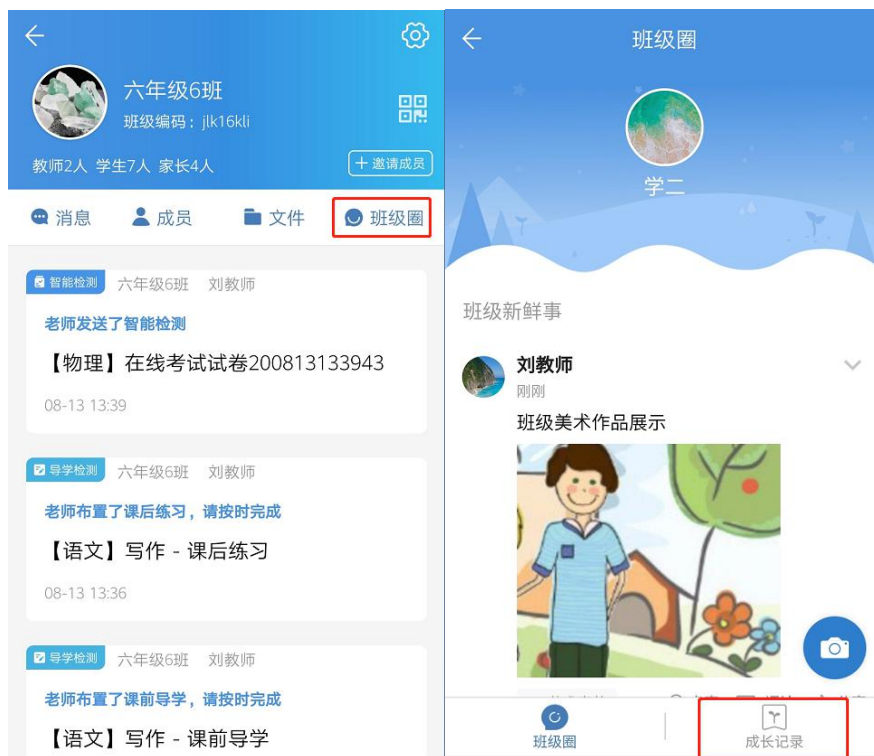 六年级6班
班级编码：jlk16kli
教师2人 学生7人 家长4人
+ 邀请成员
消息 成员 文件 班级圈
智能检测 六年级6班 刘教师
老师发送了智能检测
【物理】在线考试试卷200813133943
08-13 13:39
导学检测 六年级6班 刘教师
老师布置了课后练习，请按时完成
【语文】写作 - 课后练习
08-13 13:36
导学检测 六年级6班 刘教师
老师布置了课前导学，请按时完成
【语文】写作 - 课前导学
班级圈
学二
班级新鲜事
刘教师
刚刚
班级美术作品展示
班级圈 成长记录